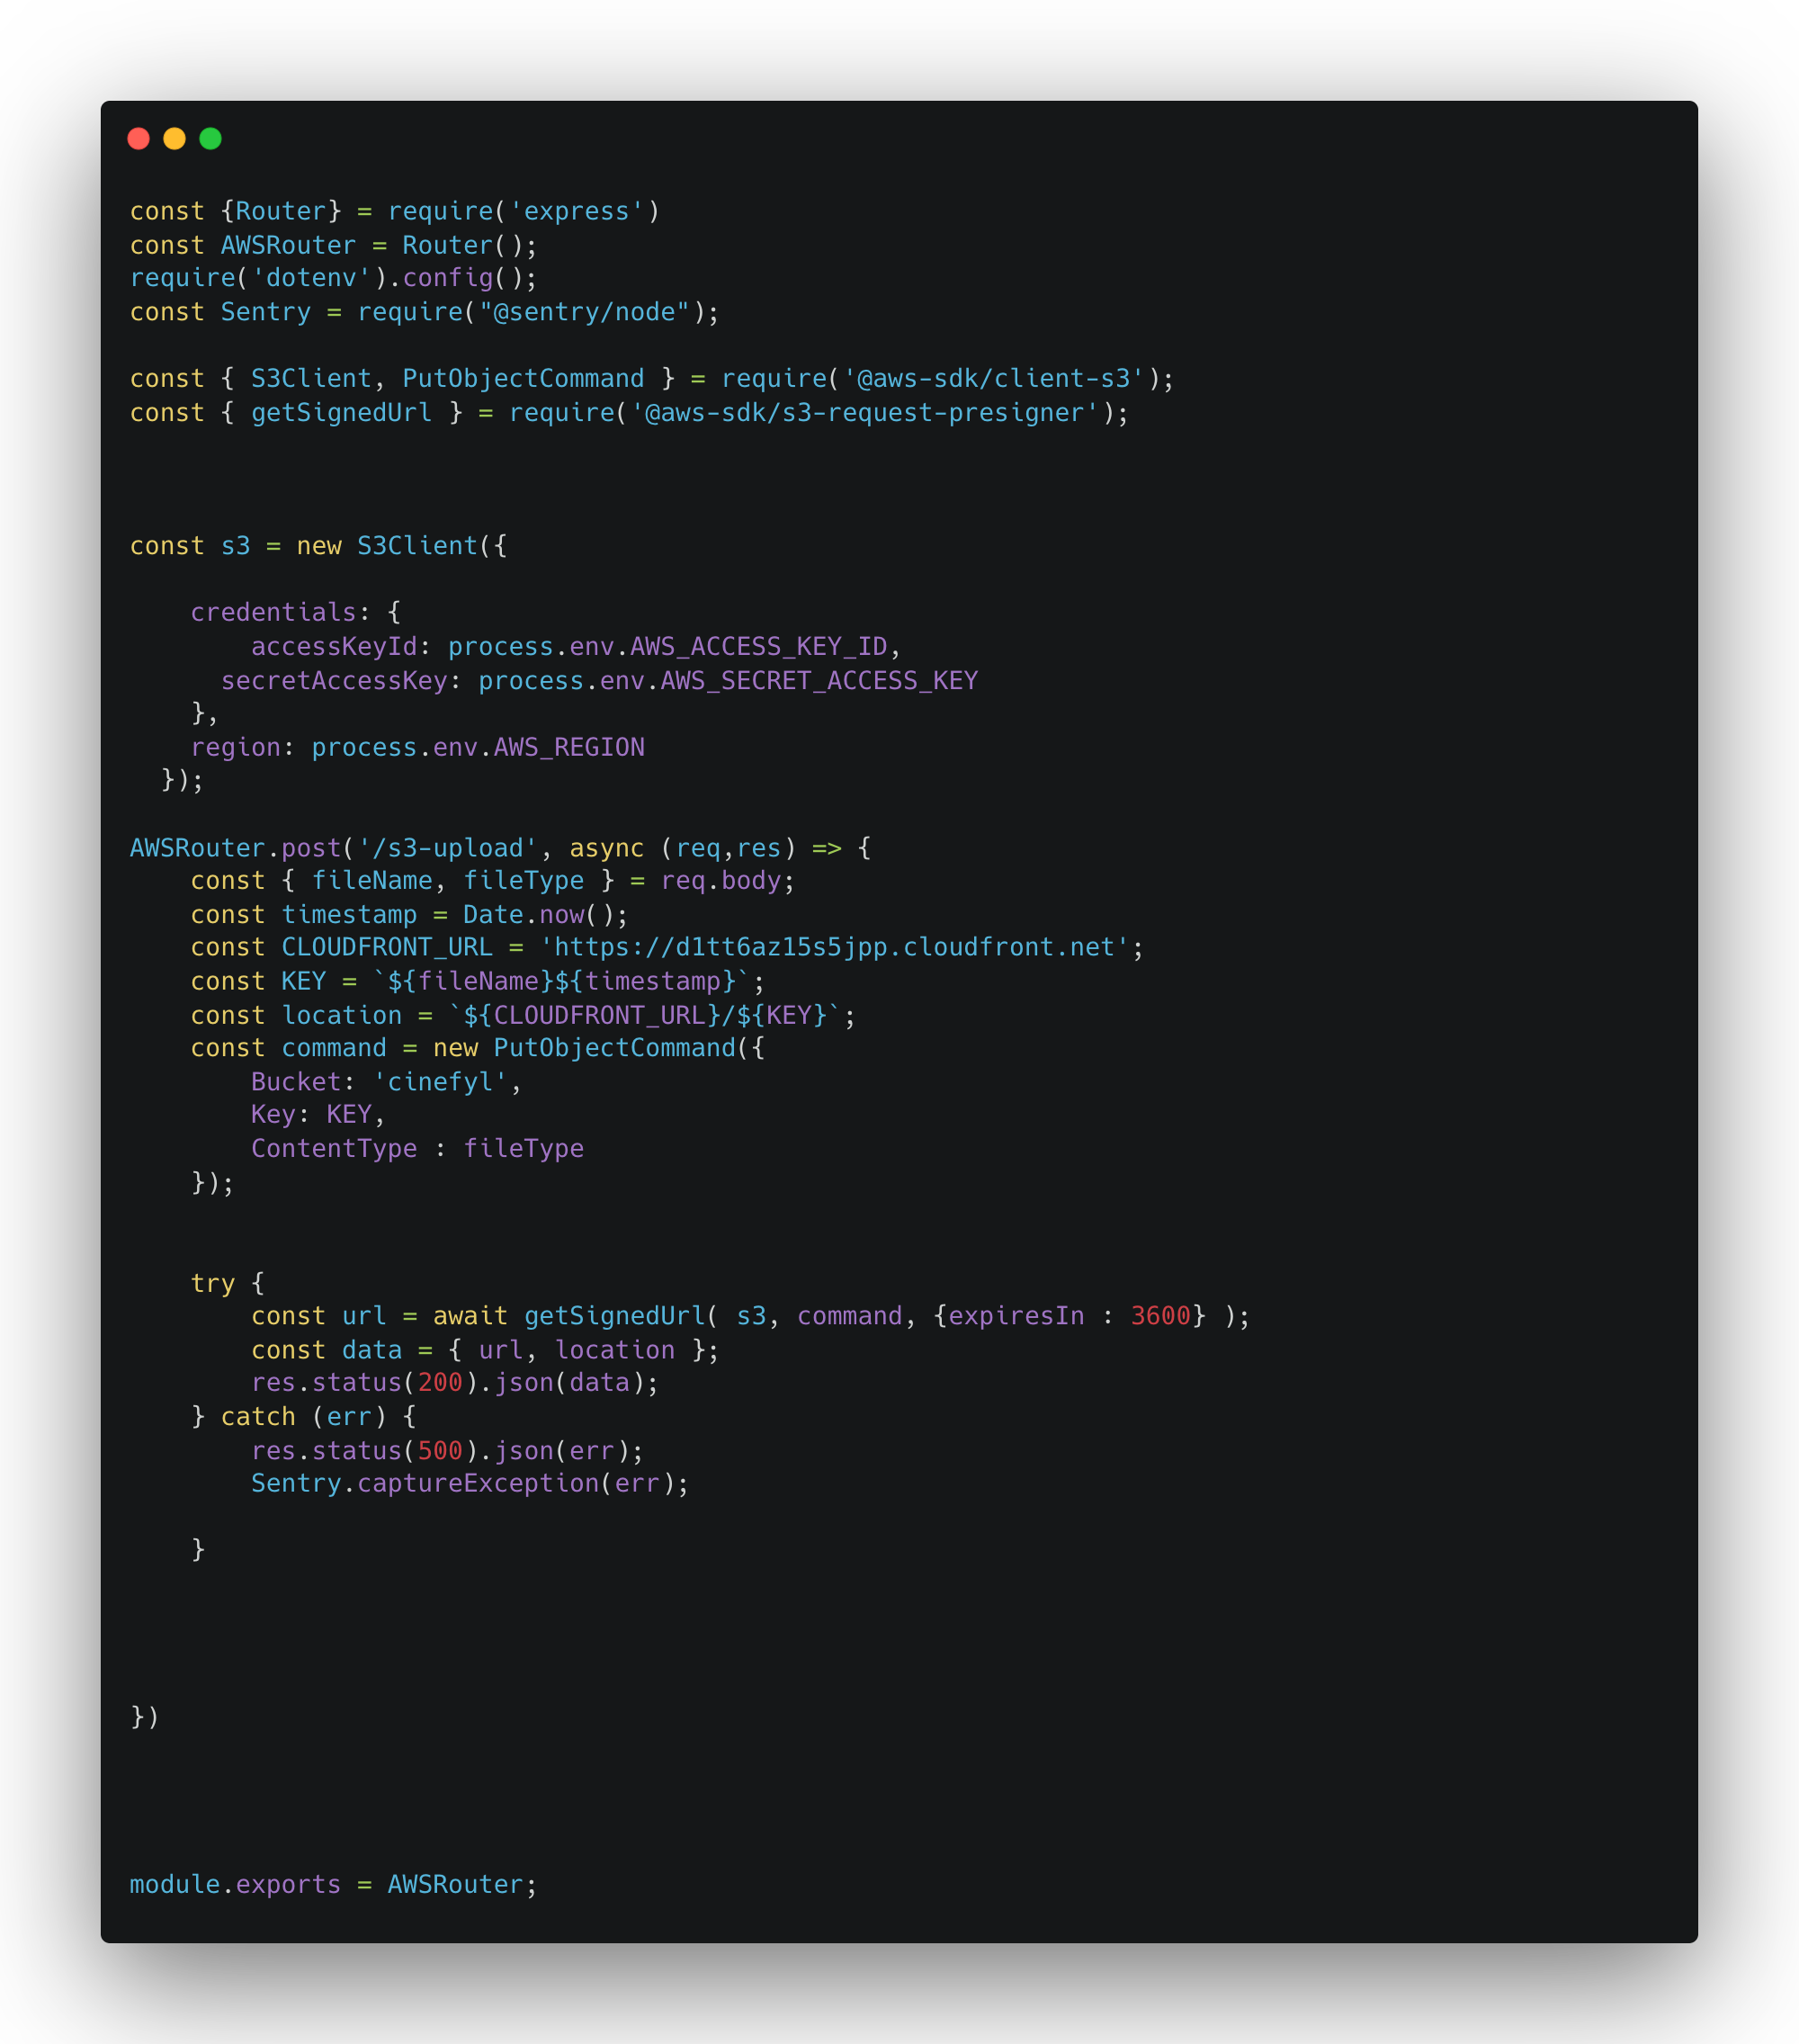 const {Router} = require('express')
const AWSRouter = Router();
require('dotenv').config();
const Sentry = require("@sentry/node");
const { S3Client, PutObjectCommand } = require('@aws-sdk/client-s3');
const { getSignedUrl } = require('@aws-sdk/s3-request-presigner');
const s3 = new S3Client({
    credentials: {
        accessKeyId: process.env.AWS_ACCESS_KEY_ID,
      secretAccessKey: process.env.AWS_SECRET_ACCESS_KEY
    },
    region: process.env.AWS_REGION
  });
AWSRouter.post('/s3-upload', async (req,res) => {
    const { fileName, fileType } = req.body;
    const timestamp = Date.now();
    const CLOUDFRONT_URL = 'https://d1tt6az15s5jpp.cloudfront.net';
    const KEY = `${fileName}${timestamp}`;
    const location = `${CLOUDFRONT_URL}/${KEY}`;
    const command = new PutObjectCommand({
        Bucket: 'cinefyl',
        Key: KEY,
        ContentType : fileType
    });
    try {
        const url = await getSignedUrl( s3, command, {expiresIn : 3600} );
        const data = { url, location };
        res.status(200).json(data);
    } catch (err) {
        res.status(500).json(err);
        Sentry.captureException(err);
    }
})
module.exports = AWSRouter;